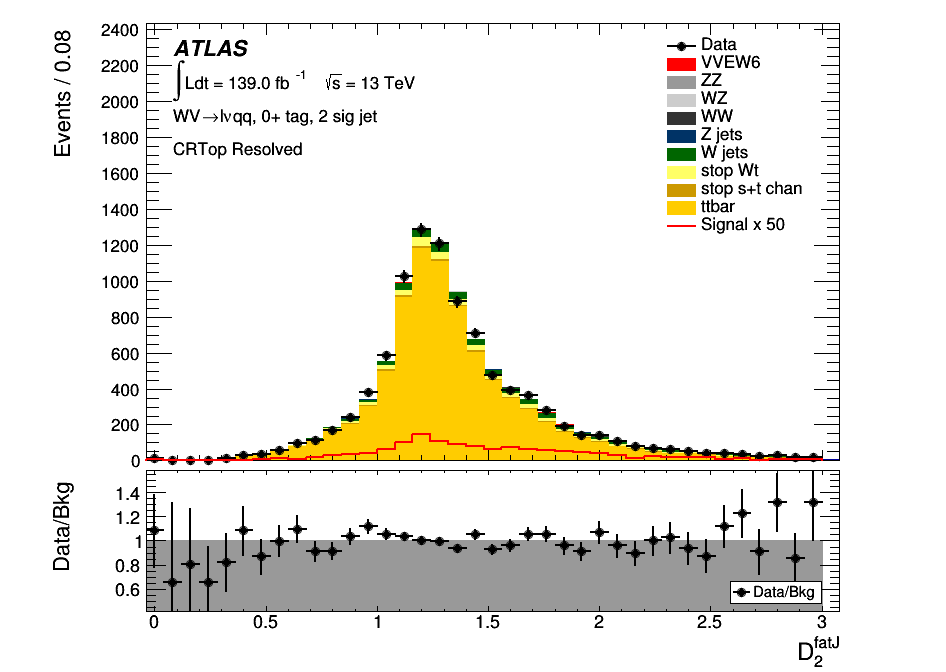 2400
2200
2000
1800
1600
1400
1200
1000
800
600
400
200
0
Events / 0.08
ATLAS
∫Ldt = 139.0 fb⁻¹ √s = 13 TeV
WV→lνqq, 0+ tag, 2 sig jet
CRTop Resolved
Data
VVEW6
ZZ
WZ
WW
Z jets
W jets
stop Wt
stop s+t chan
ttbar
Signal x 50
Data/Bkg
1.4
1.2
1
0.8
0.6
Data/Bkg
0 0.5 1 1.5 2 2.5 3
D₂^fatJ